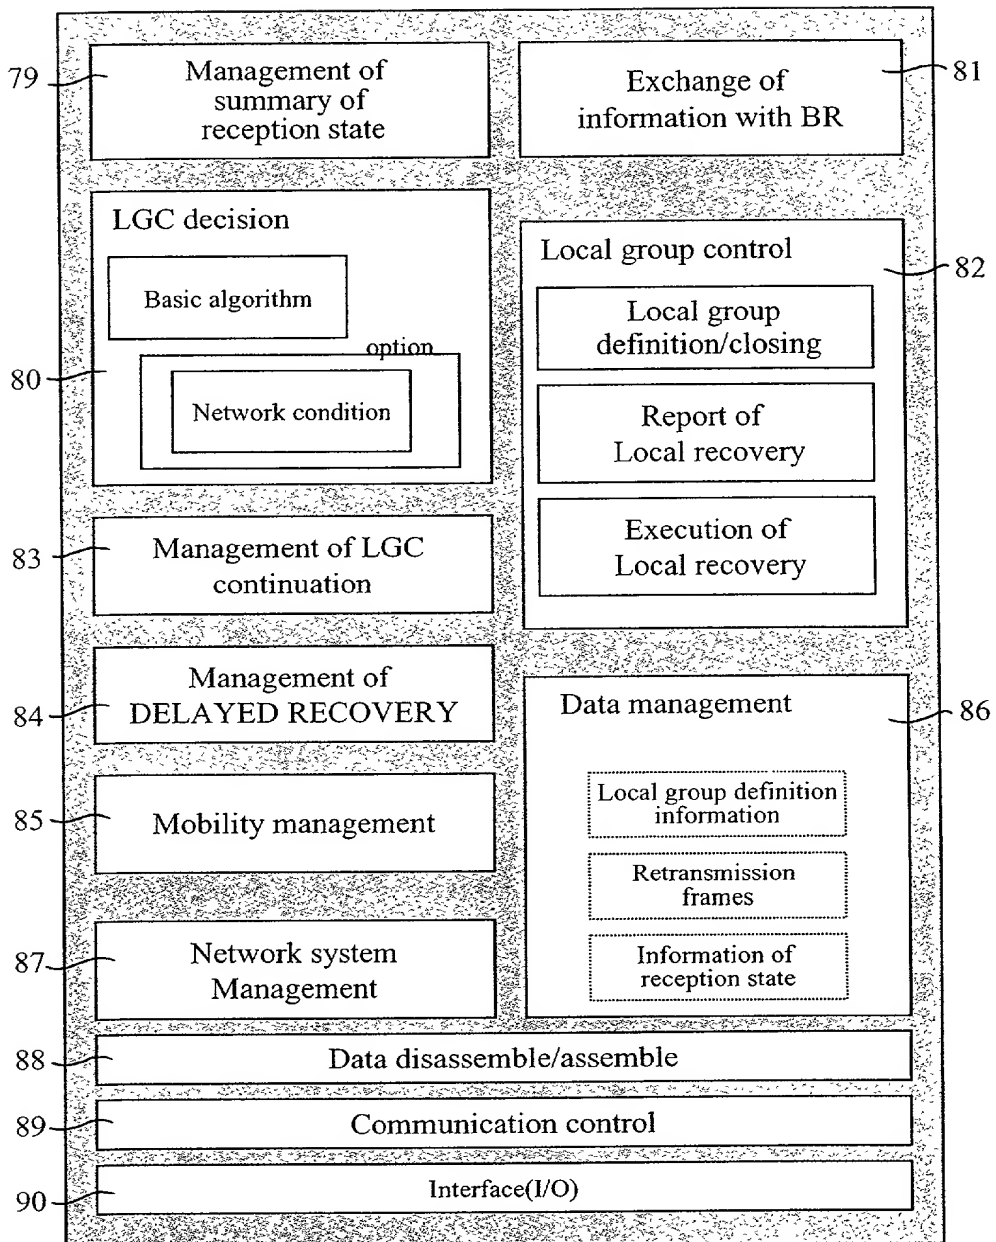 79
Management of
summary of
reception state
Exchange of
information with BR
81
LGC decision
Basic algorithm
option
Network condition
80
Local group control
82
Local group
definition/closing
Report of
Local recovery
Execution of
Local recovery
83
Management of LGC
continuation
84
Management of
DELAYED RECOVERY
85
Mobility management
Data management
86
Local group definition
information
Retransmission
frames
Information of
reception state
87
Network system
Management
88
Data disassemble/assemble
89
Communication control
90
Interface(I/O)